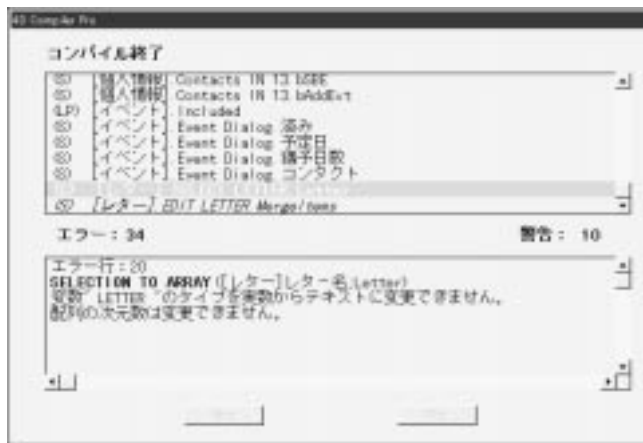 4D Compiler Pro
コンパイル終了
(S) [個人情報] Contacts IN 13 bSBE
(S) [個人情報] Contacts IN 13 bAddExt
(LP) [イベント] Included
(S) [イベント] Event Dialog 済み
(S) [イベント] Event Dialog 予定日
(S) [イベント] Event Dialog 猶予日数
(S) [イベント] Event Dialog コンタクト
(S) [レター] EDIT LETTER MergeItems
エラー : 34
警告 : 10
エラー行 : 20
SELECTION TO ARRAY([レター]レター名;Letter)
変数" LETTER "のタイプを実数からテキストに変更できません。
配列の次元数は変更できません。